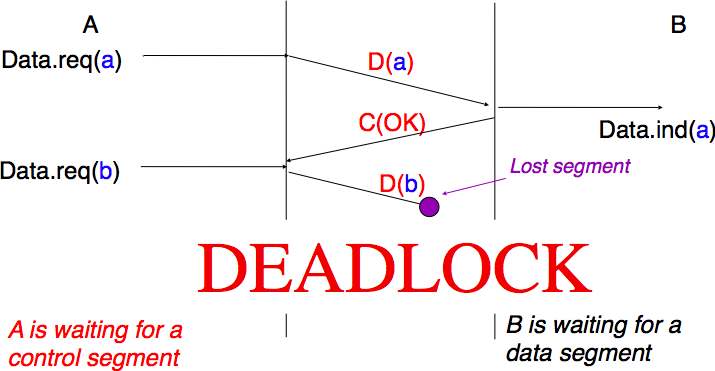 A
B
Data.req(a)
D(a)
C(OK)
Data.ind(a)
Data.req(b)
D(b)
Lost segment
DEADLOCK
A is waiting for a
control segment
B is waiting for a
data segment